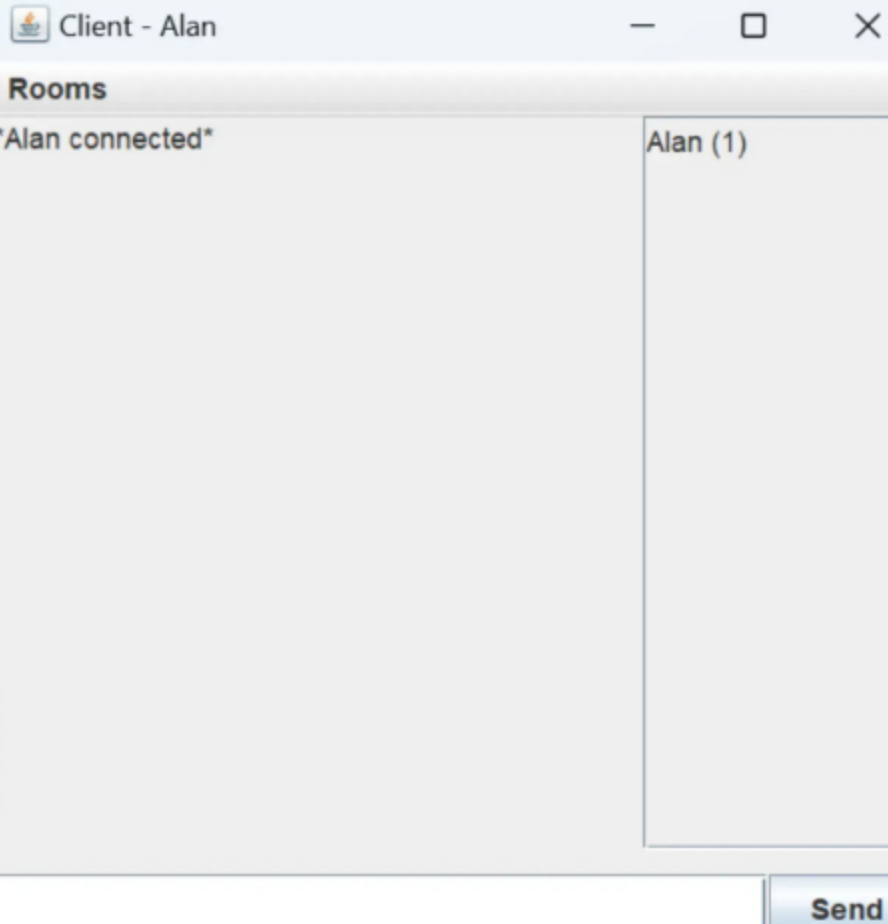 Client - Alan
Rooms
*Alan connected*
Alan (1)
Send